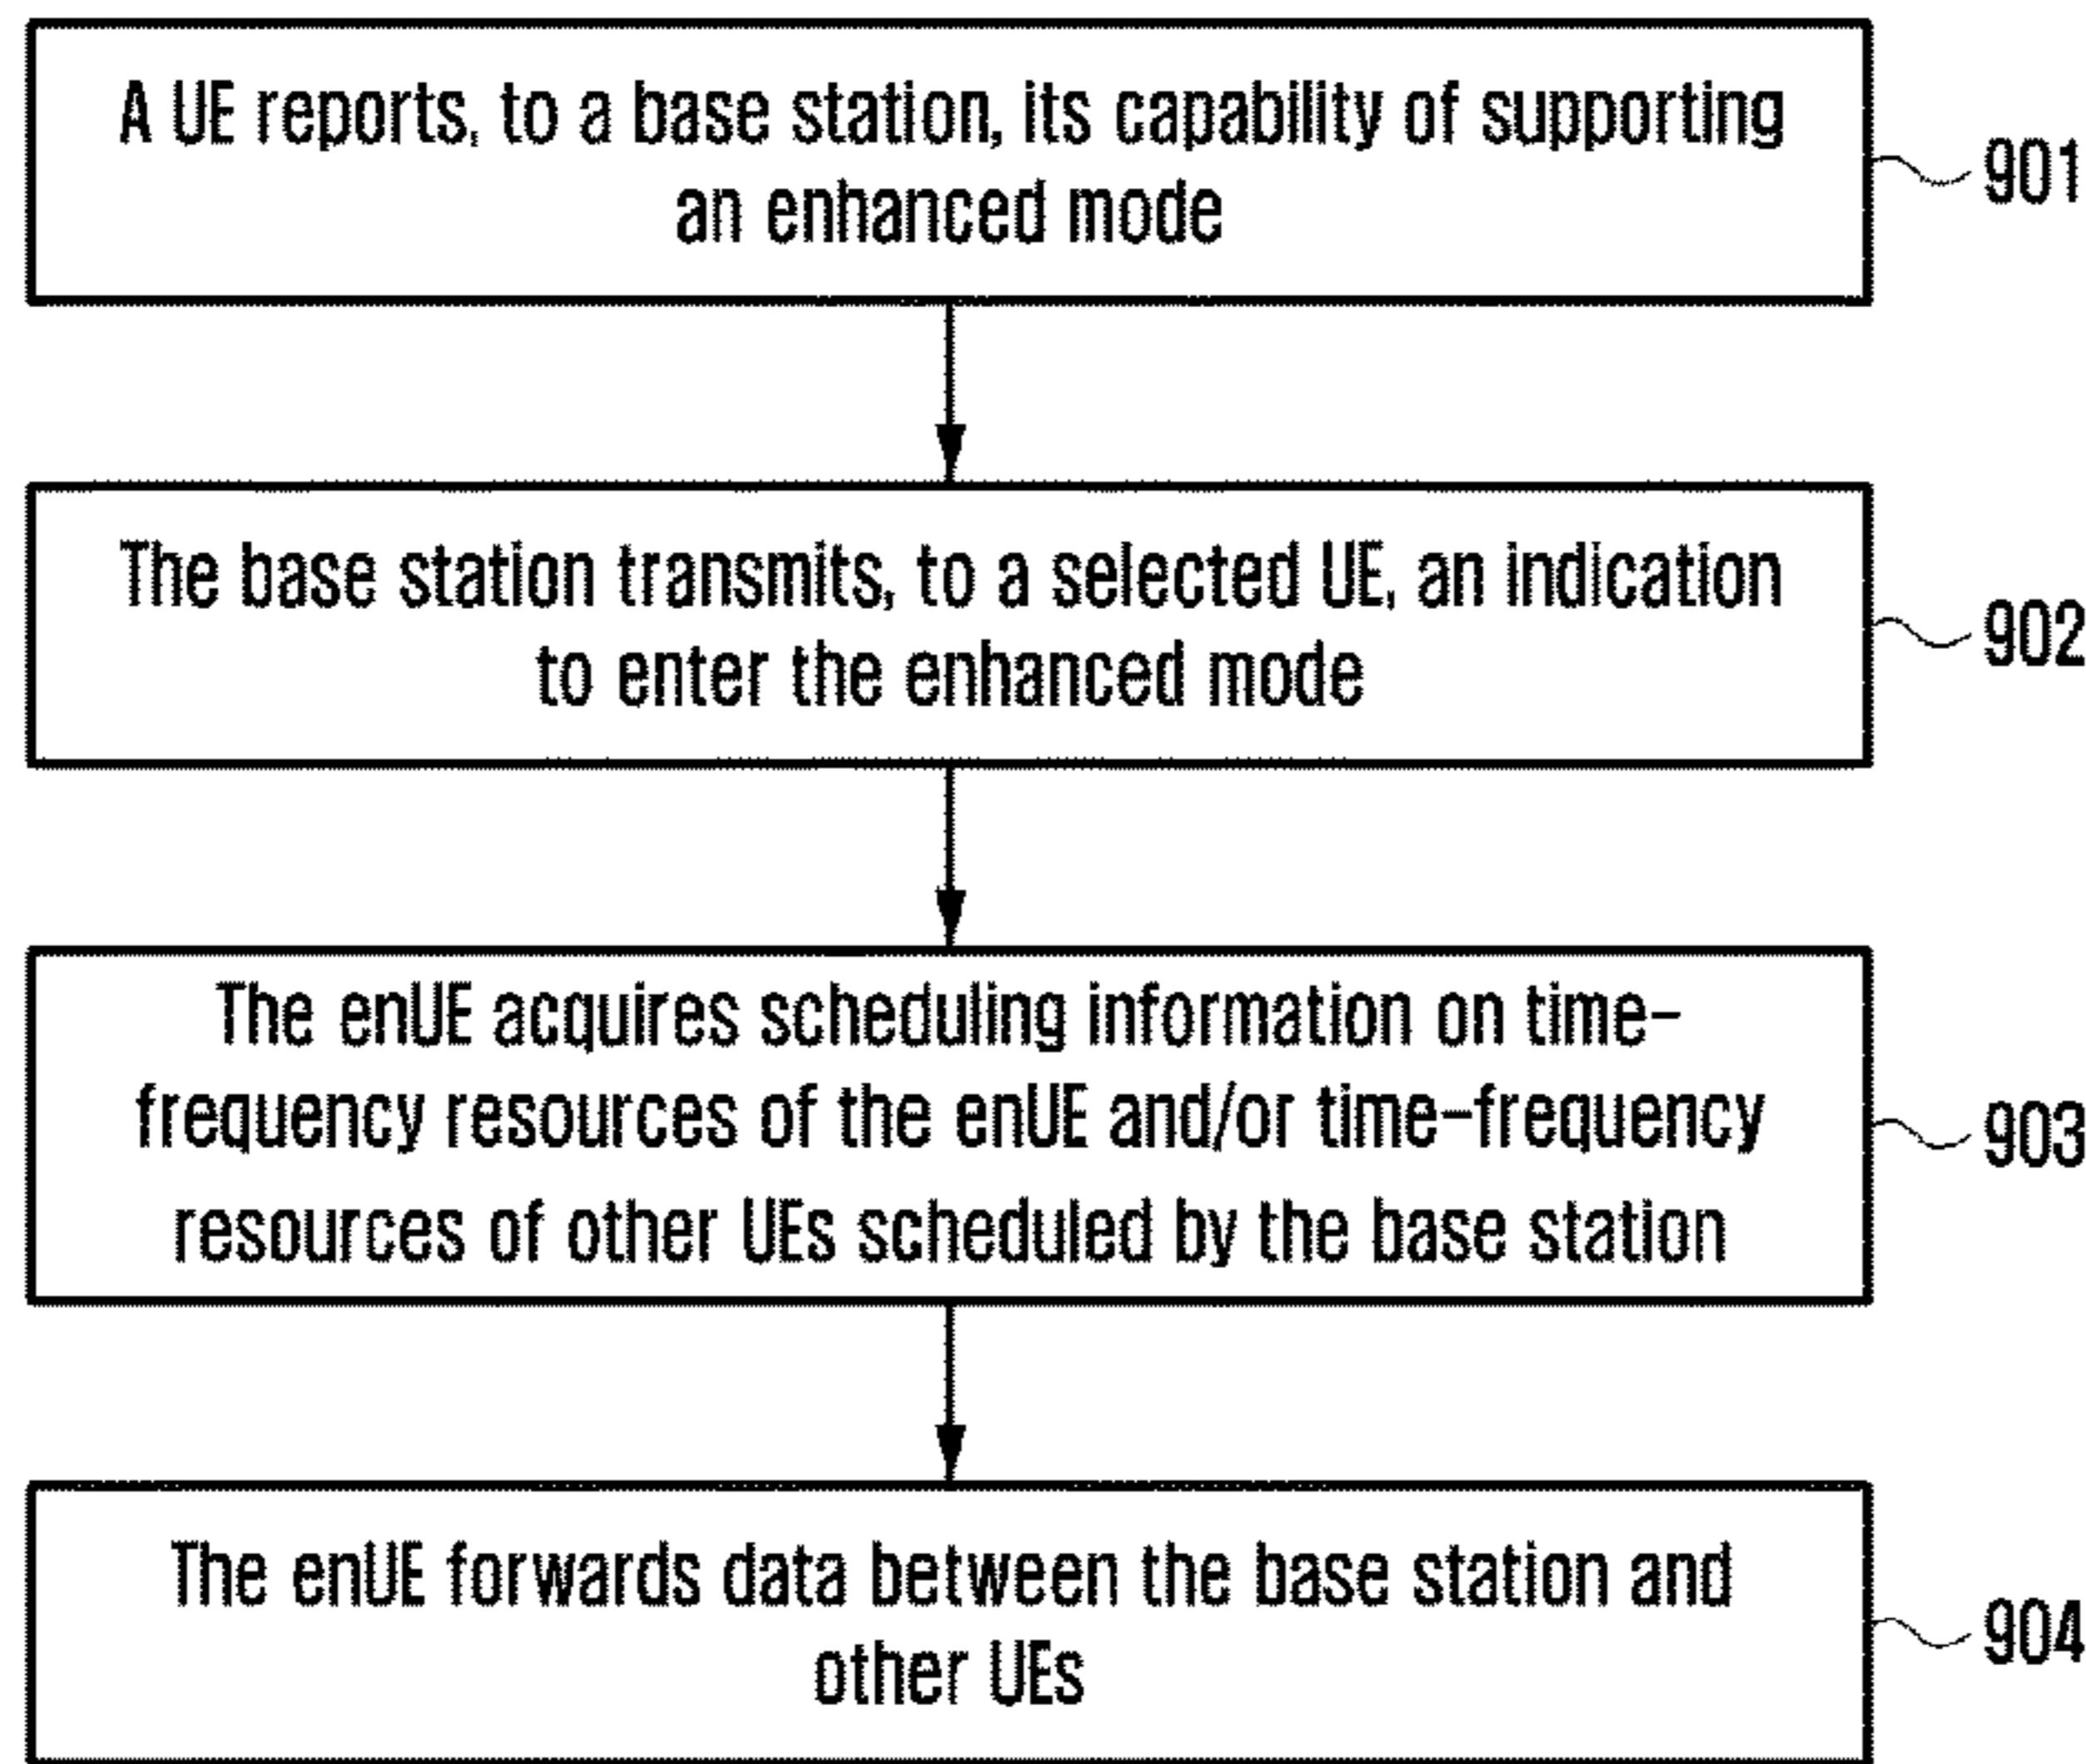 A UE reports, to a base station, its capability of supporting
an enhanced mode
901
The base station transmits, to a selected UE, an indication
to enter the enhanced mode
902
The enUE acquires scheduling information on time-
frequency resources of the enUE and/or time-frequency
resources of other UEs scheduled by the base station
903
The enUE forwards data between the base station and
other UEs
904